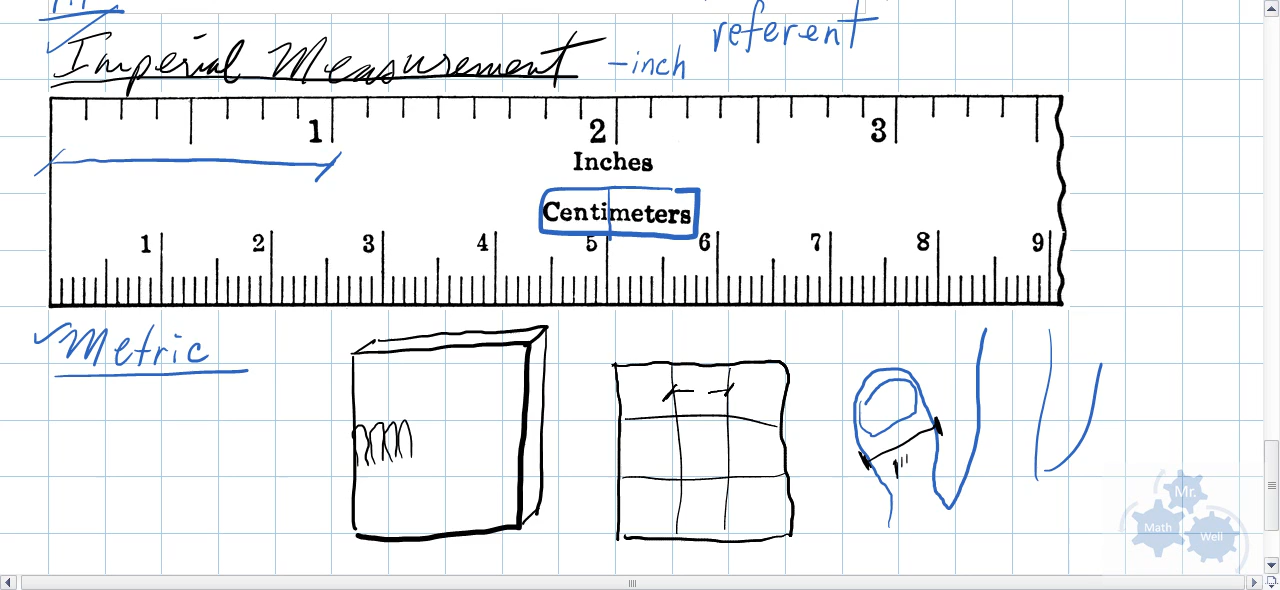 referent
Imperial Measurement -inch
1 2 3
Inches
Centimeters
1 2 3 4 5 6 7 8 9
Metric
1"
Mr.
Math Well